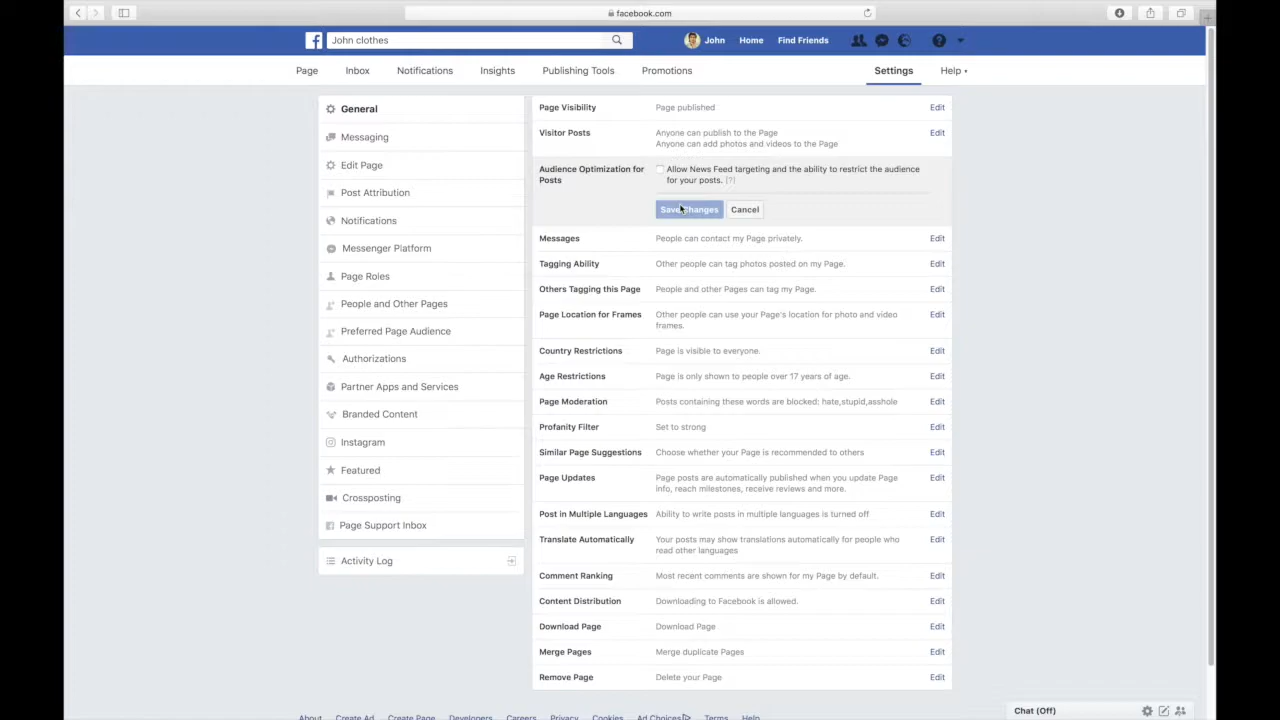 facebook.com
John clothes
John Home Find Friends
Page Inbox Notifications Insights Publishing Tools Promotions Settings Help
General
Messaging
Edit Page
Post Attribution
Notifications
Messenger Platform
Page Roles
People and Other Pages
Preferred Page Audience
Authorizations
Partner Apps and Services
Branded Content
Instagram
Featured
Crossposting
Page Support Inbox
Activity Log
Page Visibility Page published Edit
Visitor Posts Anyone can publish to the Page Edit
Anyone can add photos and videos to the Page
Audience Optimization for Allow News Feed targeting and the ability to restrict the audience
Posts for your posts. [?]
Save Changes Cancel
Messages People can contact my Page privately. Edit
Tagging Ability Other people can tag photos posted on my Page. Edit
Others Tagging this Page People and other Pages can tag my Page. Edit
Page Location for Frames Other people can use your Page's location for photo and video Edit
frames.
Country Restrictions Page is visible to everyone. Edit
Age Restrictions Page is only shown to people over 17 years of age. Edit
Page Moderation Posts containing these words are blocked: hate,stupid,asshole Edit
Profanity Filter Set to strong Edit
Similar Page Suggestions Choose whether your Page is recommended to others Edit
Page Updates Page posts are automatically published when you update Page Edit
info, reach milestones, receive reviews and more.
Post in Multiple Languages Ability to write posts in multiple languages is turned off Edit
Translate Automatically Your posts may show translations automatically for people who Edit
read other languages
Comment Ranking Most recent comments are shown for my Page by default. Edit
Content Distribution Downloading to Facebook is allowed. Edit
Download Page Download Page Edit
Merge Pages Merge duplicate Pages Edit
Remove Page Delete your Page Edit
About Create Ad Create Page Developers Careers Privacy Cookies Ad Choices Terms Help
Chat (Off)